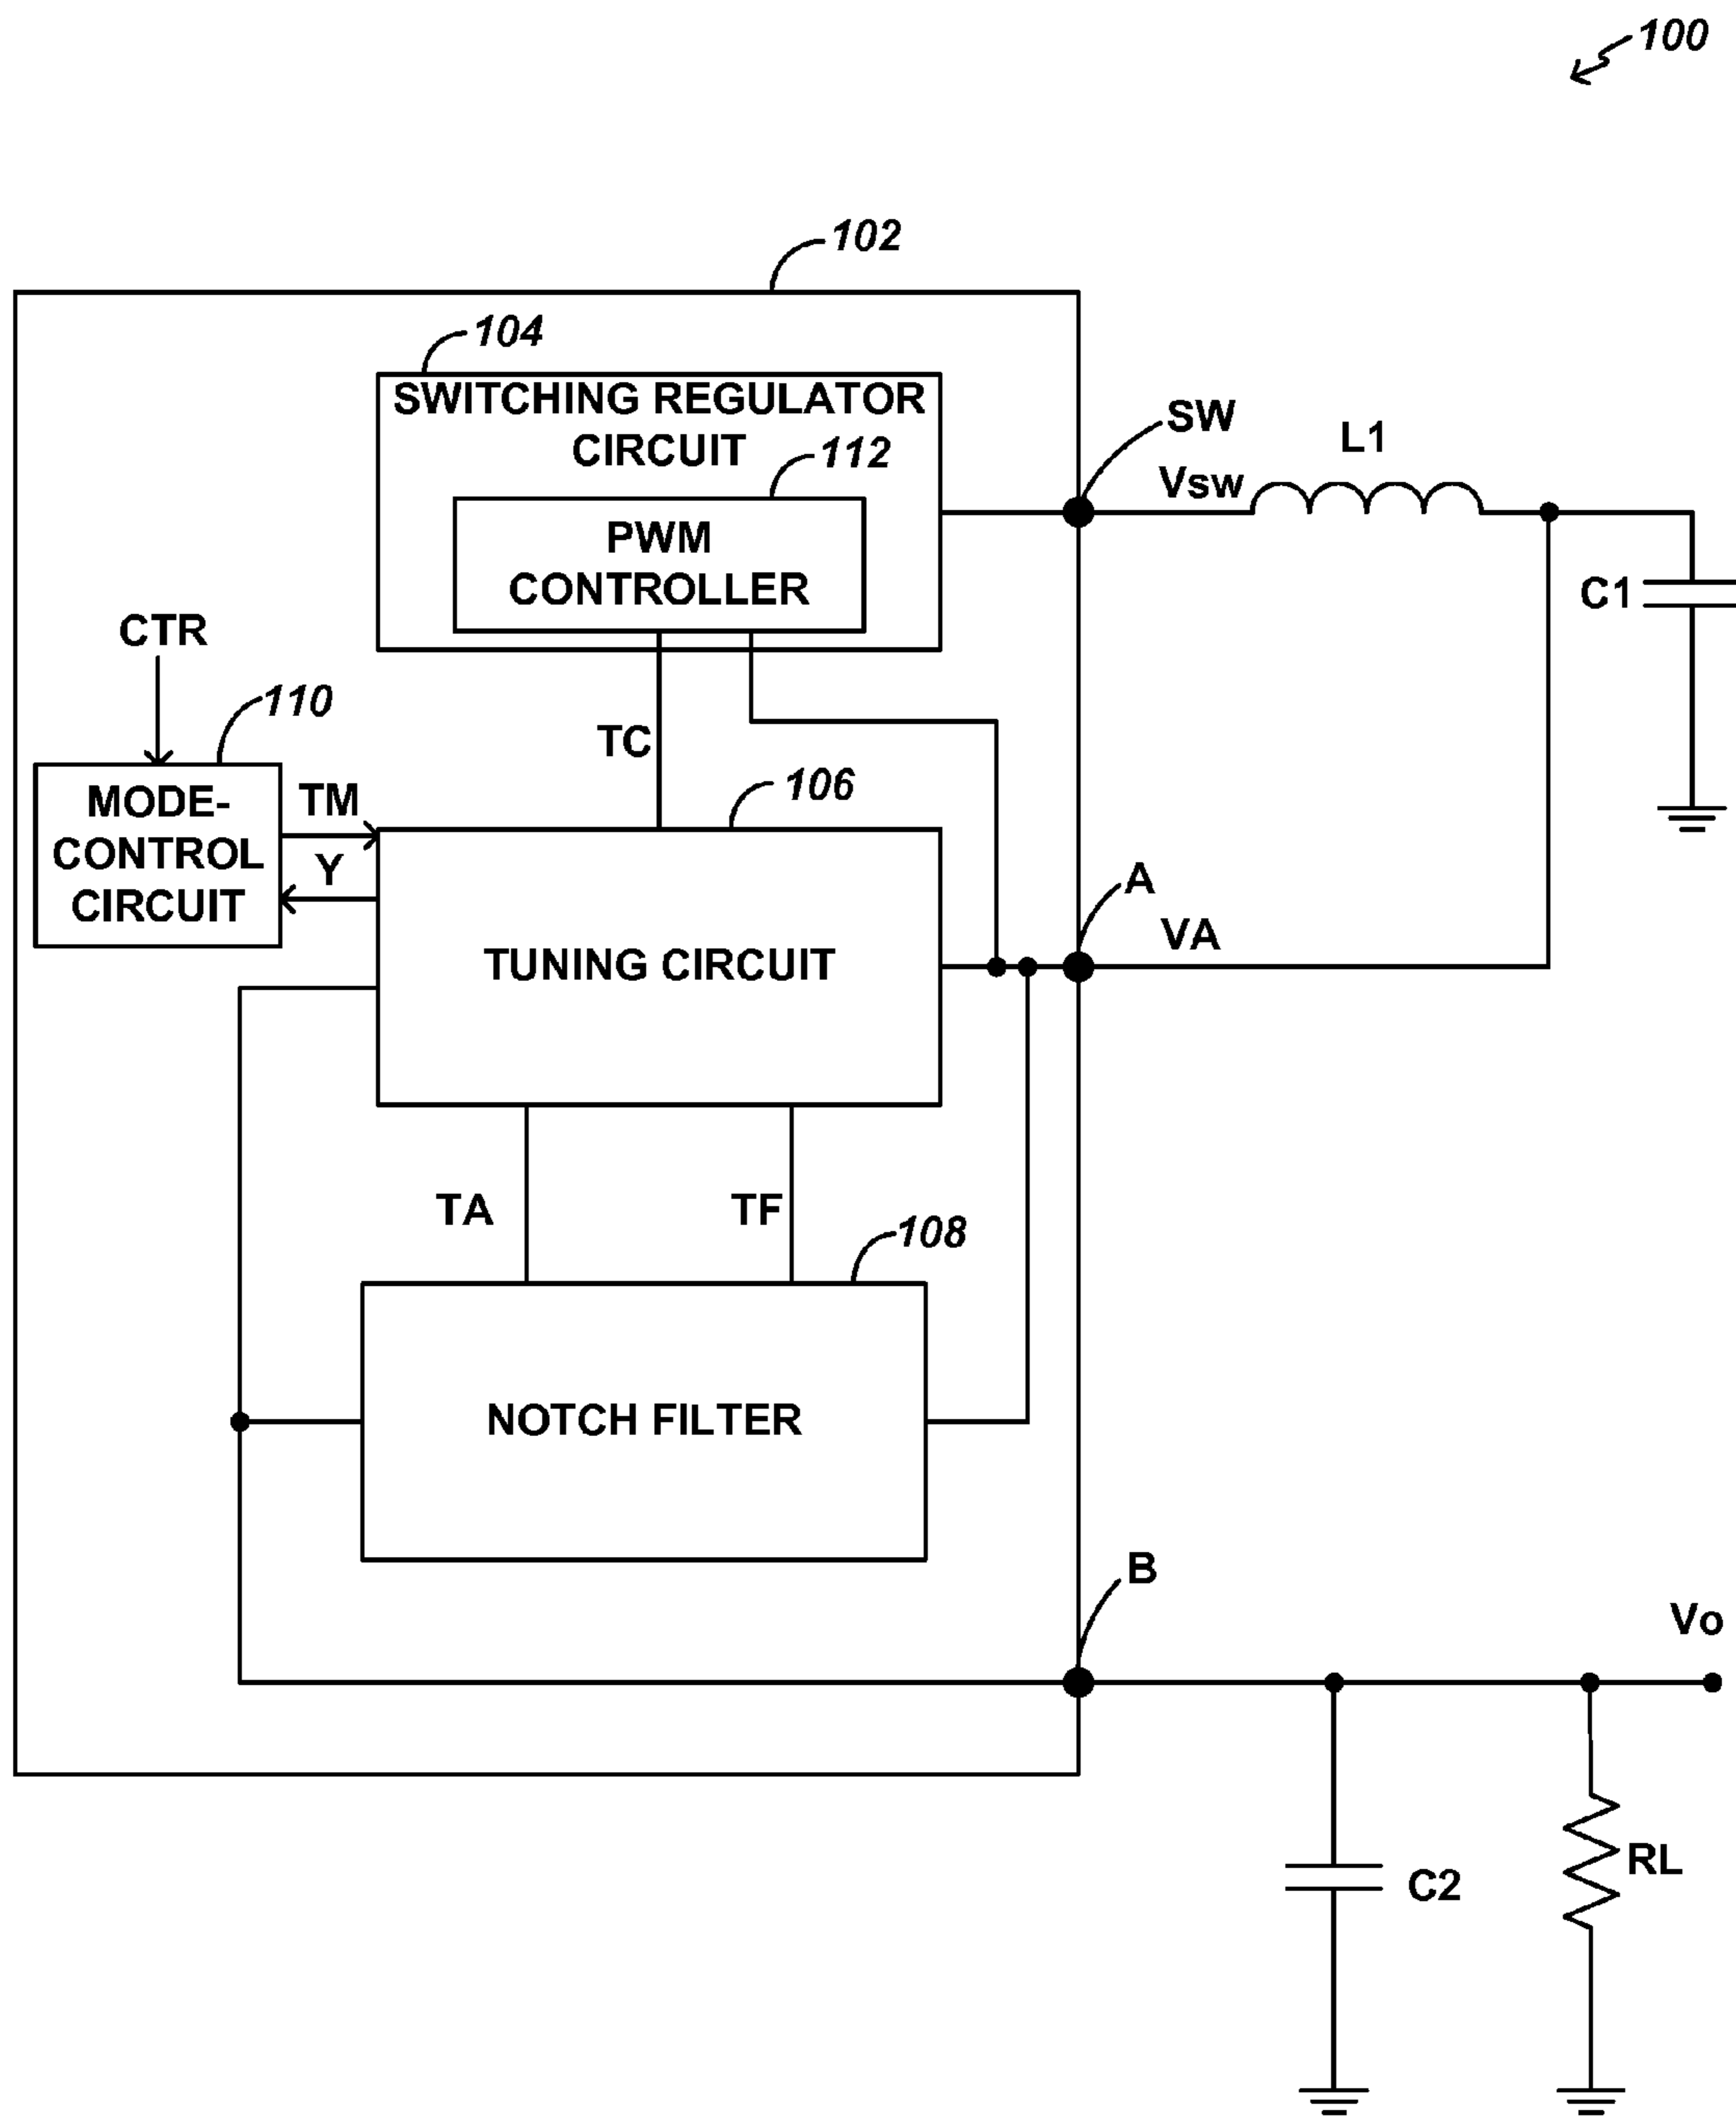 100
102
104
SWITCHING REGULATOR
CIRCUIT
112
PWM
CONTROLLER
SW
Vsw
L1
C1
CTR
110
MODE-
CONTROL
CIRCUIT
TM
Y
TC
106
TUNING CIRCUIT
A
VA
TA
TF
108
NOTCH FILTER
B
Vo
C2
RL